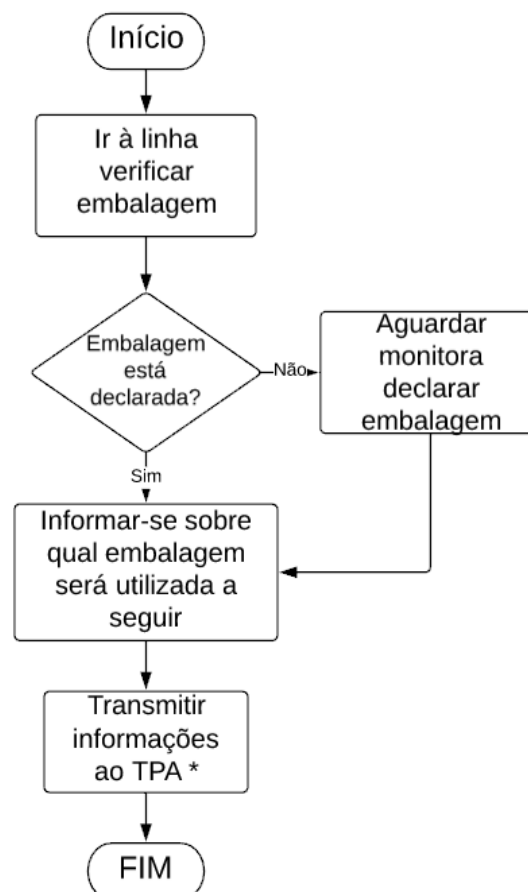 Início
Ir à linha
verificar
embalagem
Embalagem
está
declarada?
Não
Aguardar
monitora
declarar
embalagem
Sim
Informar-se sobre
qual embalagem
será utilizada a
seguir
Transmitir
informações
ao TPA *
FIM